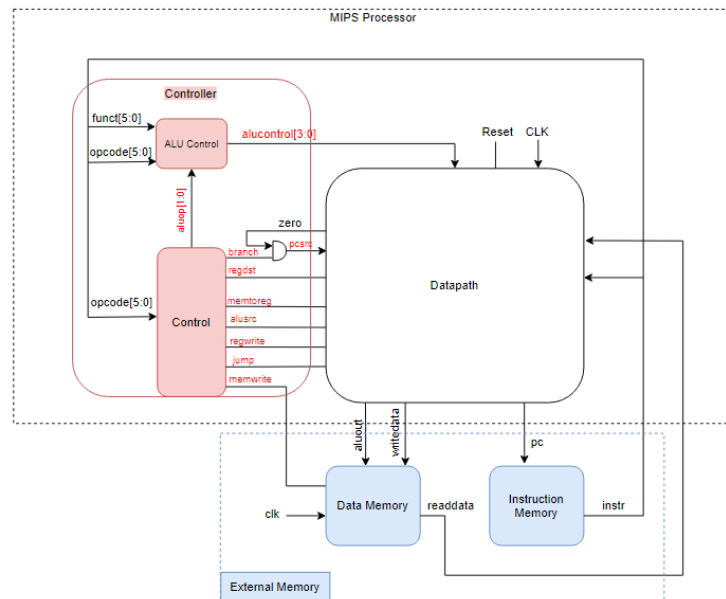 MIPS Processor
Controller
funct[5:0]
ALU Control
alucontrol[3:0]
Reset
CLK
opcode[5:0]
aluop[1:0]
zero
branch
pcsrc
regdst
Datapath
opcode[5:0]
Control
memtoreg
alusrc
regwrite
jump
memwrite
aluout
writedata
pc
clk
Data Memory
readdata
Instruction
Memory
instr
External Memory